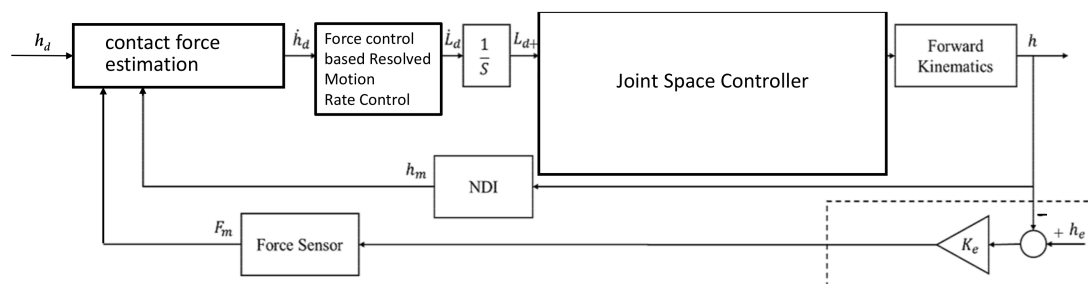 h_d
contact force
estimation
ḣ_d
Force control
based Resolved
Motion
Rate Control
L̇_d
1
S
L_{d+}
Joint Space Controller
Forward
Kinematics
h
h_m
NDI
F_m
Force Sensor
K_e
−
+ h_e